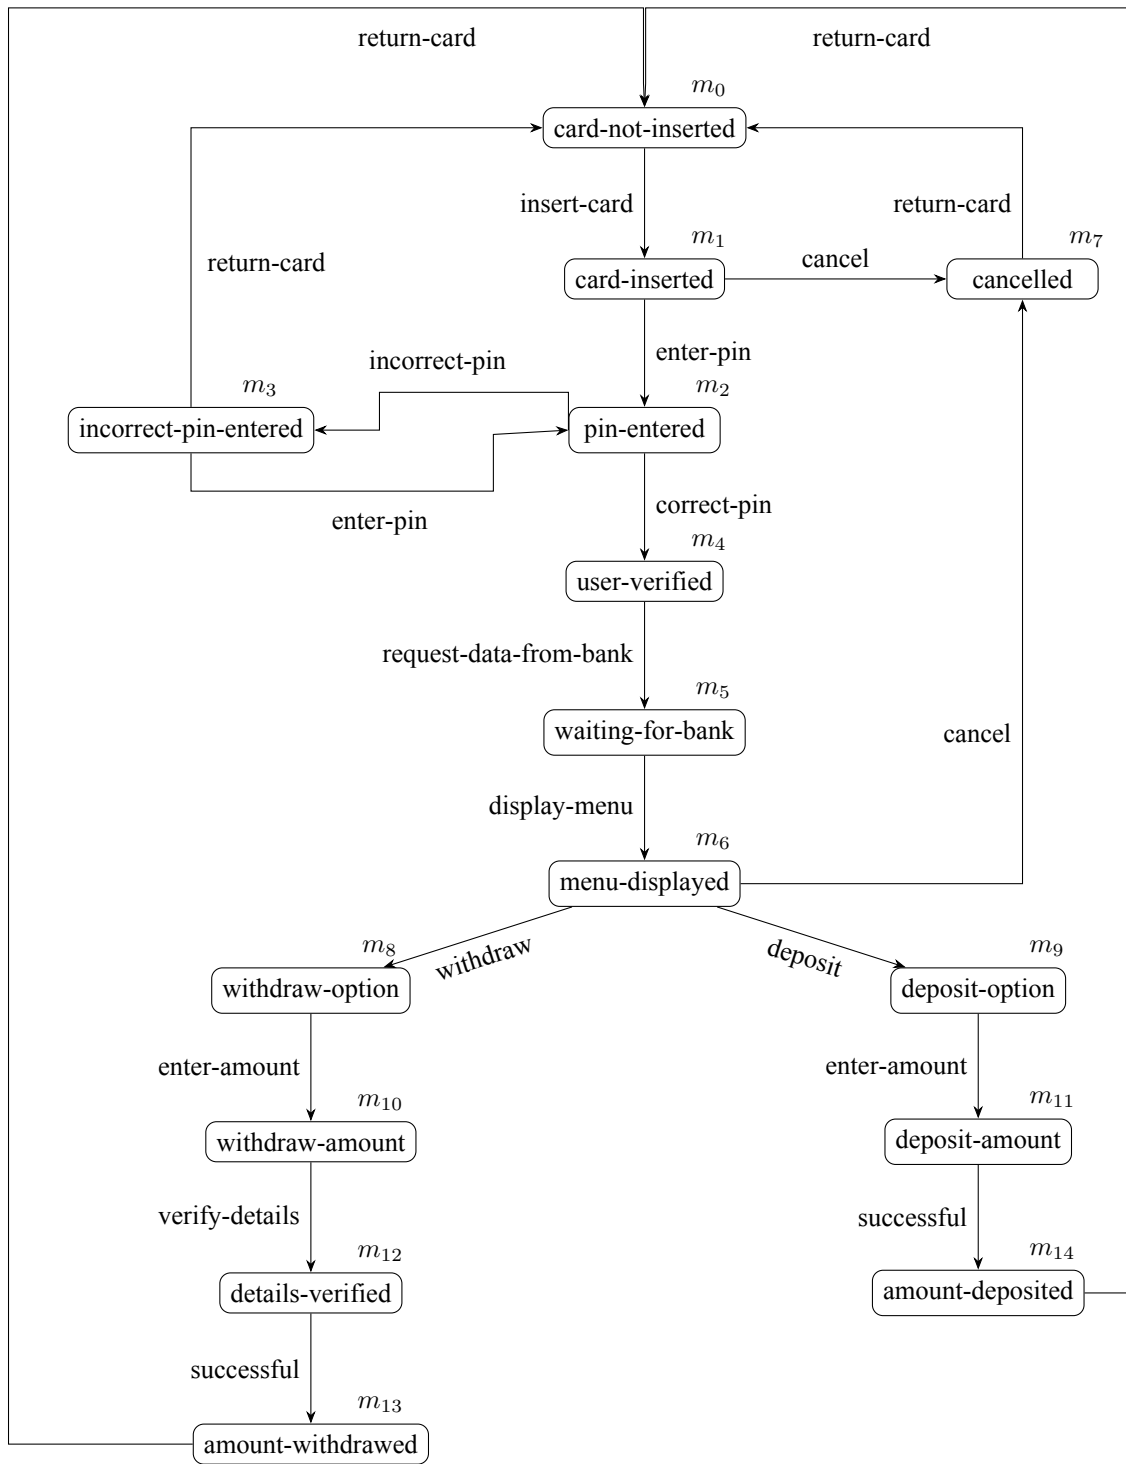 return-card
return-card
m0
card-not-inserted
insert-card
return-card
m1
m7
return-card
cancel
card-inserted
cancelled
enter-pin
incorrect-pin
m3
m2
incorrect-pin-entered
pin-entered
correct-pin
enter-pin
m4
user-verified
request-data-from-bank
m5
waiting-for-bank
cancel
display-menu
m6
menu-displayed
m8
withdraw
deposit
m9
withdraw-option
deposit-option
enter-amount
enter-amount
m10
m11
withdraw-amount
deposit-amount
verify-details
successful
m12
m14
details-verified
amount-deposited
successful
m13
amount-withdrawed